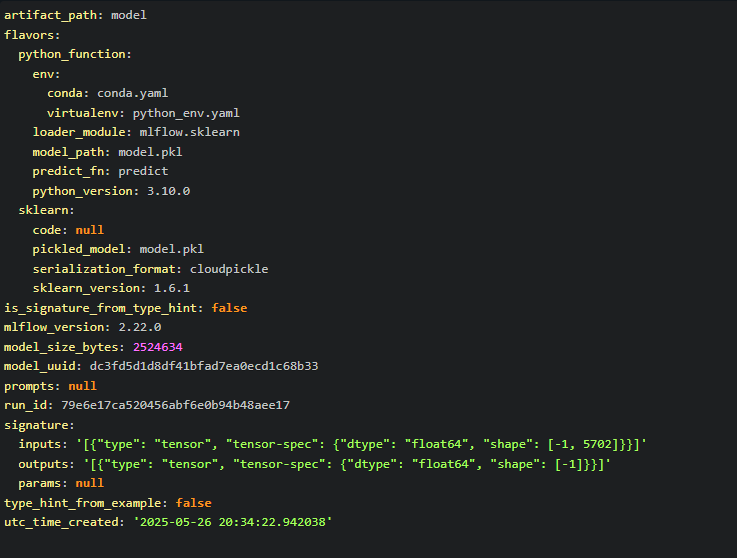 artifact_path: model
flavors:
  python_function:
    env:
      conda: conda.yaml
      virtualenv: python_env.yaml
    loader_module: mlflow.sklearn
    model_path: model.pkl
    predict_fn: predict
    python_version: 3.10.0
  sklearn:
    code: null
    pickled_model: model.pkl
    serialization_format: cloudpickle
    sklearn_version: 1.6.1
is_signature_from_type_hint: false
mlflow_version: 2.22.0
model_size_bytes: 2524634
model_uuid: dc3fd5d1d8df41bfad7ea0ecd1c68b33
prompts: null
run_id: 79e6e17ca520456abf6e0b94b48aee17
signature:
  inputs: '[{"type": "tensor", "tensor-spec": {"dtype": "float64", "shape": [-1, 5702]}}]'
  outputs: '[{"type": "tensor", "tensor-spec": {"dtype": "float64", "shape": [-1]}}]'
  params: null
type_hint_from_example: false
utc_time_created: '2025-05-26 20:34:22.942038'